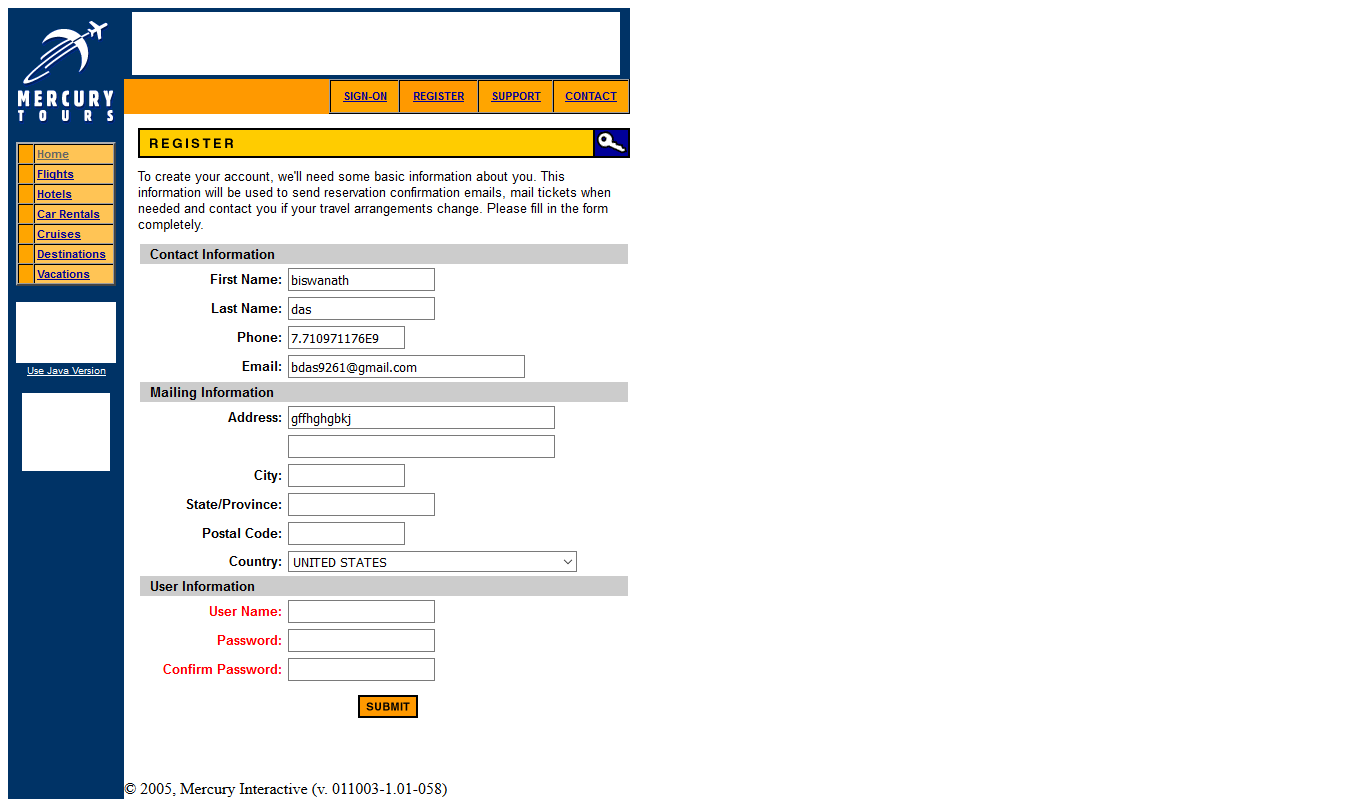 MERCURY
TOURS
SIGN-ON REGISTER SUPPORT CONTACT
Home
Flights
Hotels
Car Rentals
Cruises
Destinations
Vacations
Use Java Version
REGISTER
To create your account, we'll need some basic information about you. This
information will be used to send reservation confirmation emails, mail tickets when
needed and contact you if your travel arrangements change. Please fill in the form
completely.
Contact Information
First Name: biswanath
Last Name: das
Phone: 7.710971176E9
Email: bdas9261@gmail.com
Mailing Information
Address: gffhghgbkj
City:
State/Province:
Postal Code:
Country: UNITED STATES
User Information
User Name:
Password:
Confirm Password:
SUBMIT
© 2005, Mercury Interactive (v. 011003-1.01-058)